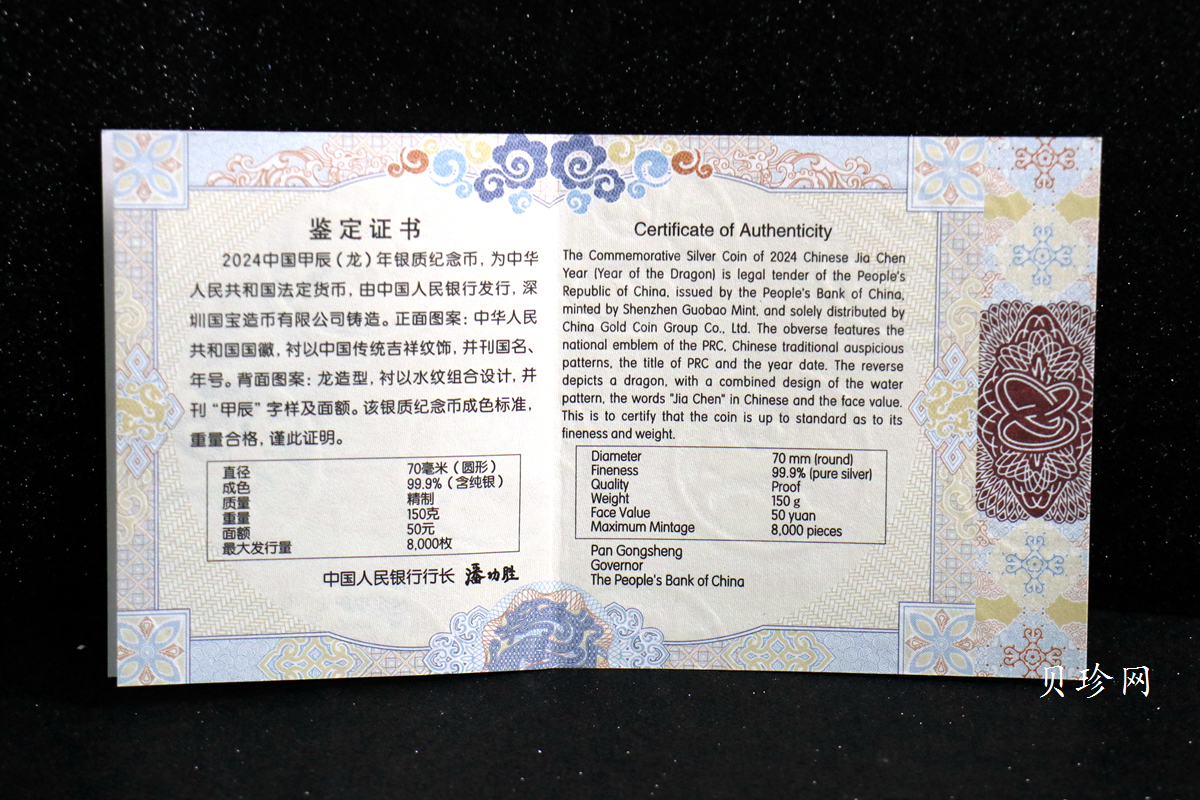 鉴定证书
2024中国甲辰（龙）年银质纪念币，为中华
人民共和国法定货币，由中国人民银行发行，深
圳国宝造币有限公司铸造。正面图案：中华人民
共和国国徽，衬以中国传统吉祥纹饰，并刊国名、
年号。背面图案：龙造型，衬以水纹组合设计，并
刊“甲辰”字样及面额。该银质纪念币成色标准，
重量合格，谨此证明。
直径 70毫米（圆形）
成色 99.9%（含纯银）
质量 精制
重量 150克
面额 50元
最大发行量 8,000枚
中国人民银行行长 潘功胜
Certificate of Authenticity
The Commemorative Silver Coin of 2024 Chinese Jia Chen
Year (Year of the Dragon) is legal tender of the People's
Republic of China, issued by the People's Bank of China,
minted by Shenzhen Guobao Mint, and solely distributed by
China Gold Coin Group Co., Ltd. The obverse features the
national emblem of the PRC, Chinese traditional auspicious
patterns, the title of PRC and the year date. The reverse
depicts a dragon, with a combined design of the water
pattern, the words "Jia Chen" in Chinese and the face value.
This is to certify that the coin is up to standard as to its
fineness and weight.
Diameter 70 mm (round)
Fineness 99.9% (pure silver)
Quality Proof
Weight 150 g
Face Value 50 yuan
Maximum Mintage 8,000 pieces
Pan Gongsheng
Governor
The People's Bank of China
贝珍网